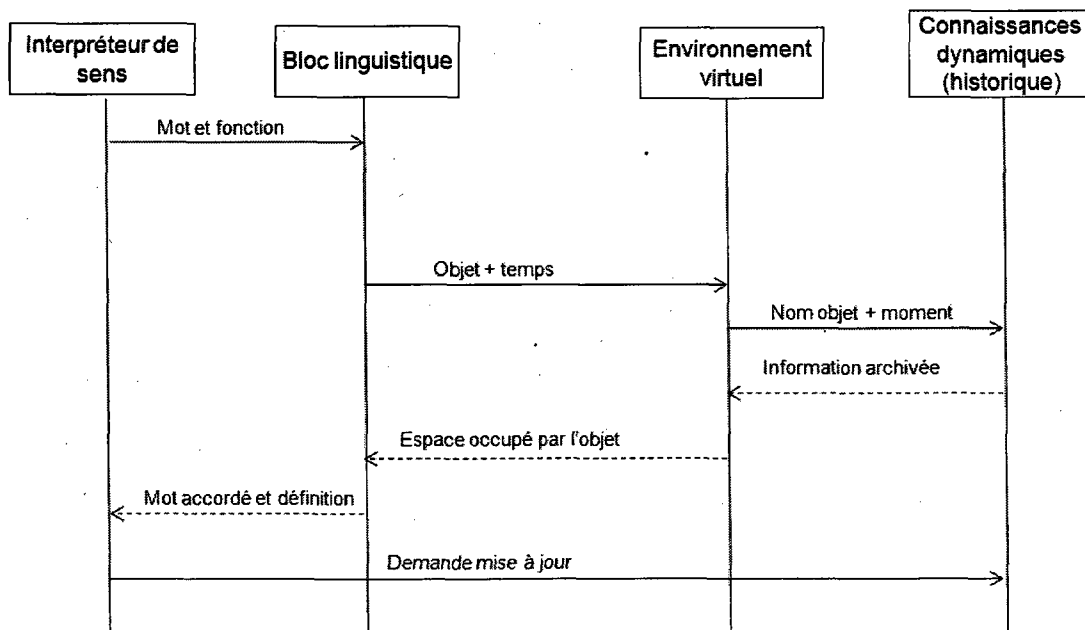 Interpréteur de
sens
Bloc linguistique
Environnement
virtuel
Connaissances
dynamiques
(historique)
Mot et fonction
Objet + temps
Nom objet + moment
Information archivée
Espace occupé par l'objet
Mot accordé et définition
Demande mise à jour